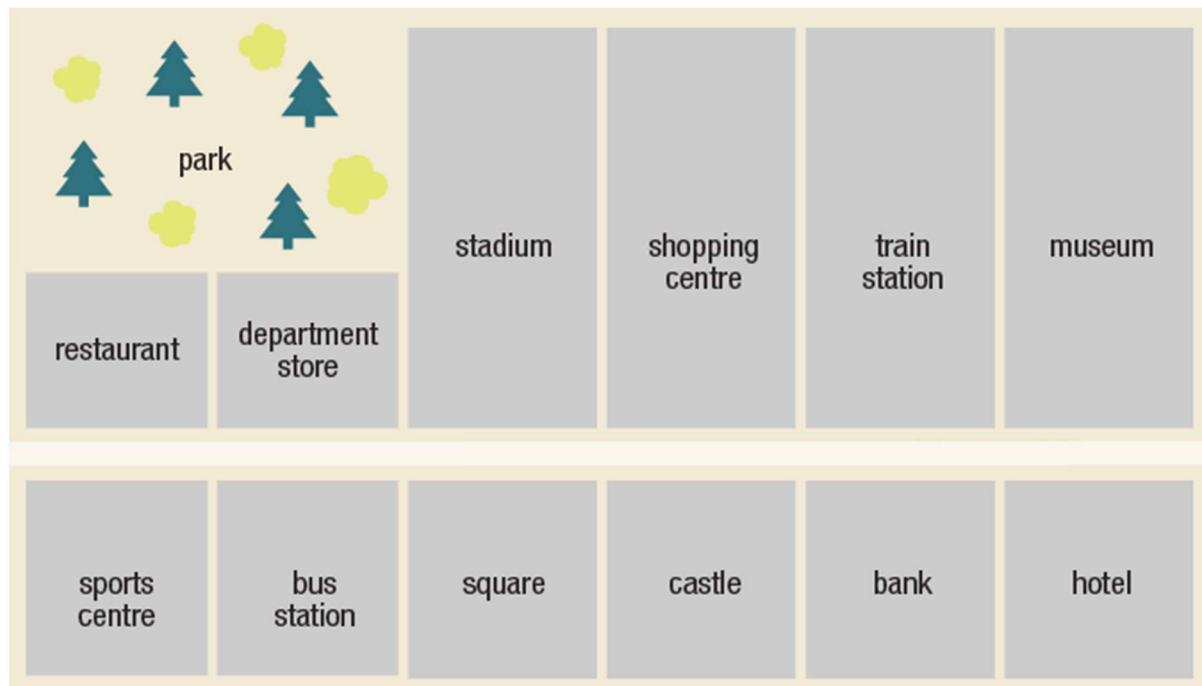 park
stadium
shopping
centre
train
station
museum
restaurant
department
store
sports
centre
bus
station
square
castle
bank
hotel